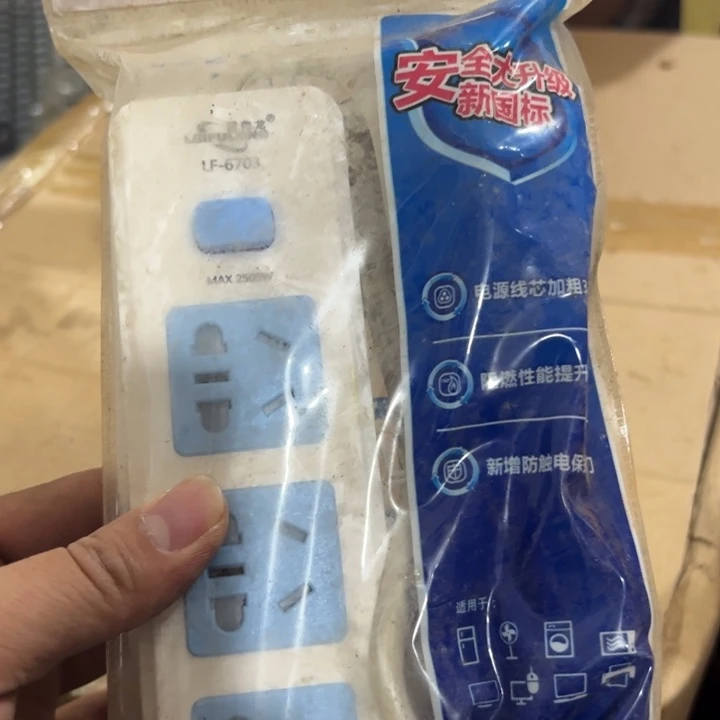 安全大升级
新国标
LF-6703
MAX 2500W
电源线芯加粗
阻燃性能提升
新增防触电保
适用于: